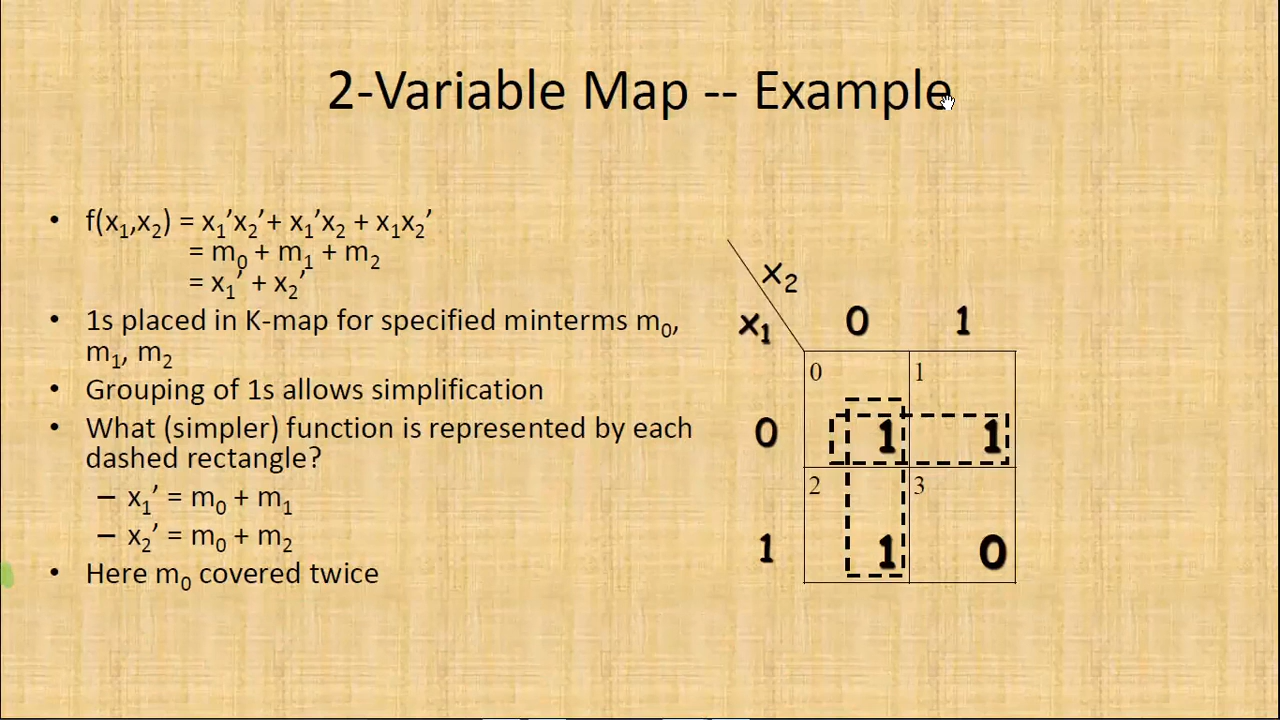 2-Variable Map -- Example
• f(x₁,x₂) = x₁’x₂’+ x₁’x₂ + x₁x₂’
= m₀ + m₁ + m₂
= x₁’ + x₂’
• 1s placed in K-map for specified minterms m₀,
m₁, m₂
• Grouping of 1s allows simplification
• What (simpler) function is represented by each
dashed rectangle?
– x₁’ = m₀ + m₁
– x₂’ = m₀ + m₂
• Here m₀ covered twice
x₂
x₁ 0 1
0 1
0 1 1
2 3
1 1 0